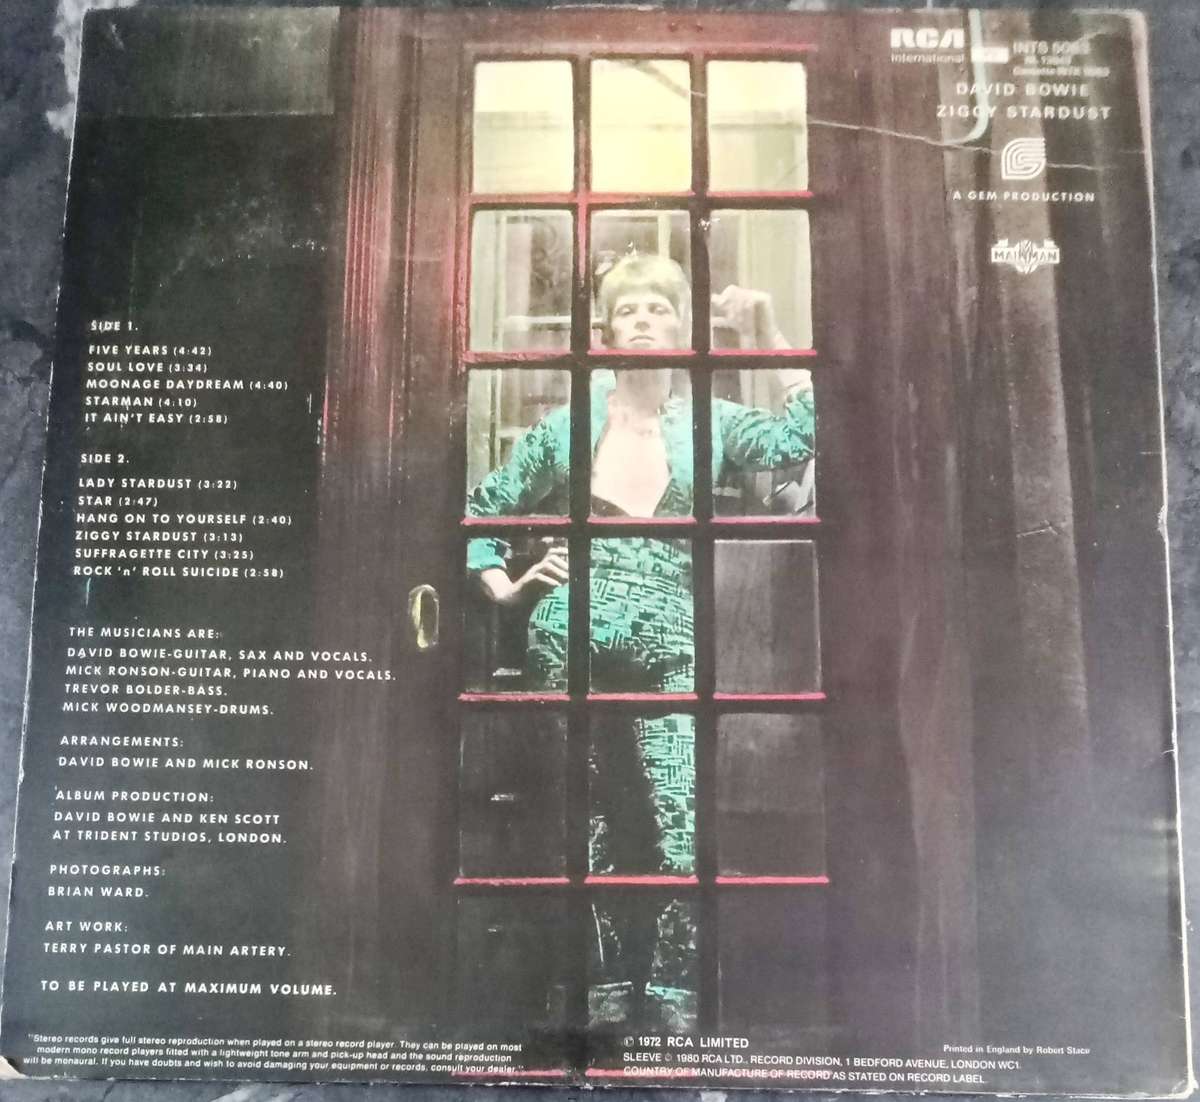 RCA
International
INTS 5063
DAVID BOWIE
ZIGGY STARDUST
A GEM PRODUCTION
MAINMAN
SIDE 1.
FIVE YEARS (4:42)
SOUL LOVE (3:34)
MOONAGE DAYDREAM (4:40)
STARMAN (4:10)
IT AIN'T EASY (2:58)
SIDE 2.
LADY STARDUST (3:22)
STAR (2:47)
HANG ON TO YOURSELF (2:40)
ZIGGY STARDUST (3:13)
SUFFRAGETTE CITY (3:25)
ROCK 'n' ROLL SUICIDE (2:58)
THE MUSICIANS ARE:
DAVID BOWIE-GUITAR, SAX AND VOCALS.
MICK RONSON-GUITAR, PIANO AND VOCALS.
TREVOR BOLDER-BASS.
MICK WOODMANSEY-DRUMS.
ARRANGEMENTS:
DAVID BOWIE AND MICK RONSON.
ALBUM PRODUCTION:
DAVID BOWIE AND KEN SCOTT
AT TRIDENT STUDIOS, LONDON.
PHOTOGRAPHS:
BRIAN WARD.
ART WORK:
TERRY PASTOR OF MAIN ARTERY.
TO BE PLAYED AT MAXIMUM VOLUME.
"Stereo records give full stereo reproduction when played on a stereo record player. They can be played on most
modern mono record players fitted with a lightweight tone arm and pick-up head and the sound reproduction
will be monaural. If you have doubts and wish to avoid damaging your equipment or records, consult your dealer."
℗ 1972 RCA LIMITED
SLEEVE © 1980 RCA LTD., RECORD DIVISION, 1 BEDFORD AVENUE, LONDON WC1.
COUNTRY OF MANUFACTURE OF RECORD AS STATED ON RECORD LABEL.
Printed in England by Robert Stace